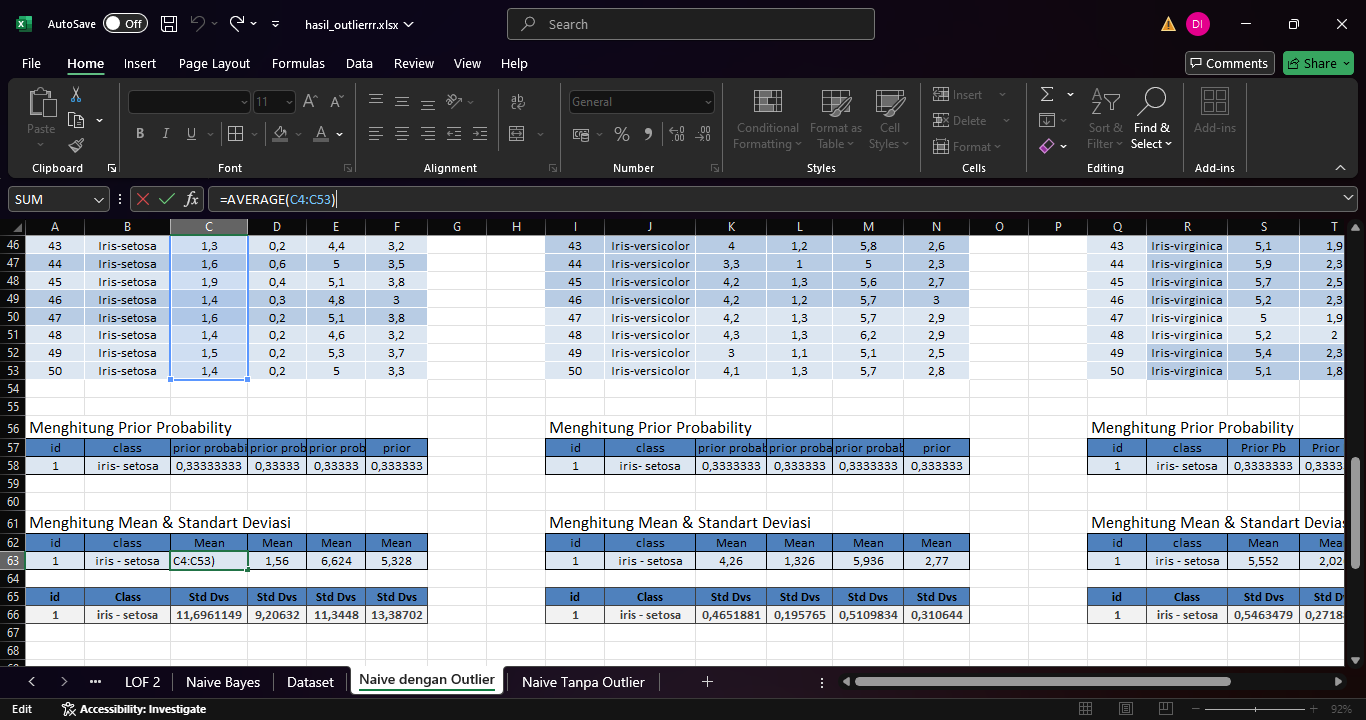 AutoSave Off hasil_outlierrr.xlsx Search DI
File Home Insert Page Layout Formulas Data Review View Help Comments Share
Paste 11 General Conditional Formatting Format as Table Cell Styles Insert Delete Format Sort & Filter Find & Select Add-ins
Clipboard Font Alignment Number Styles Cells Editing Add-ins
SUM fx =AVERAGE(C4:C53)
A B C D E F G H I J K L M N O P Q R S T
46 43 Iris-setosa 1,3 0,2 4,4 3,2 43 Iris-versicolor 4 1,2 5,8 2,6 43 Iris-virginica 5,1 1,9
47 44 Iris-setosa 1,6 0,6 5 3,5 44 Iris-versicolor 3,3 1 5 2,3 44 Iris-virginica 5,9 2,3
48 45 Iris-setosa 1,9 0,4 5,1 3,8 45 Iris-versicolor 4,2 1,3 5,6 2,7 45 Iris-virginica 5,7 2,5
49 46 Iris-setosa 1,4 0,3 4,8 3 46 Iris-versicolor 4,2 1,2 5,7 3 46 Iris-virginica 5,2 2,3
50 47 Iris-setosa 1,6 0,2 5,1 3,8 47 Iris-versicolor 4,2 1,3 5,7 2,9 47 Iris-virginica 5 1,9
51 48 Iris-setosa 1,4 0,2 4,6 3,2 48 Iris-versicolor 4,3 1,3 6,2 2,9 48 Iris-virginica 5,2 2
52 49 Iris-setosa 1,5 0,2 5,3 3,7 49 Iris-versicolor 3 1,1 5,1 2,5 49 Iris-virginica 5,4 2,3
53 50 Iris-setosa 1,4 0,2 5 3,3 50 Iris-versicolor 4,1 1,3 5,7 2,8 50 Iris-virginica 5,1 1,8
54
55
56 Menghitung Prior Probability Menghitung Prior Probability Menghitung Prior Probability
57 id class prior probabi prior prob prior prob prior id class prior probab prior proba prior probab prior id class Prior Pb Prior
58 1 iris- setosa 0,33333333 0,33333 0,33333 0,333333 1 iris- setosa 0,3333333 0,333333 0,3333333 0,333333 1 iris- setosa 0,3333333 0,3333
59
60
61 Menghitung Mean & Standart Deviasi Menghitung Mean & Standart Deviasi Menghitung Mean & Standart Devias
62 id class Mean Mean Mean Mean id class Mean Mean Mean Mean id class Mean Mea
63 1 iris - setosa C4:C53) 1,56 6,624 5,328 1 iris - setosa 4,26 1,326 5,936 2,77 1 iris - setosa 5,552 2,02
64
65 id Class Std Dvs Std Dvs Std Dvs Std Dvs id Class Std Dvs Std Dvs Std Dvs Std Dvs id Class Std Dvs Std D
66 1 iris - setosa 11,6961149 9,20632 11,3448 13,38702 1 iris - setosa 0,4651881 0,195765 0,5109834 0,310644 1 iris - setosa 0,5463479 0,2718
67
68
LOF 2 Naive Bayes Dataset Naive dengan Outlier Naive Tanpa Outlier
Edit Accessibility: Investigate 92%